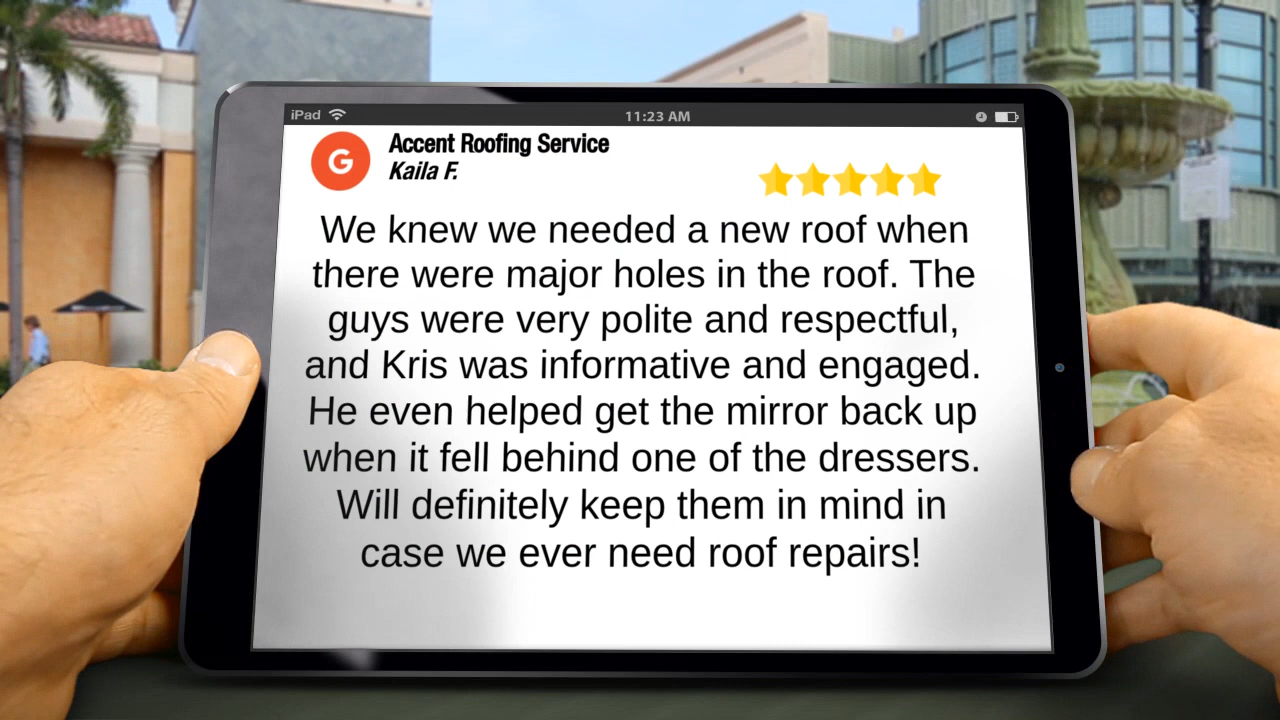 iPad
11:23 AM
G
Accent Roofing Service
Kaila F.
We knew we needed a new roof when
there were major holes in the roof. The
guys were very polite and respectful,
and Kris was informative and engaged.
He even helped get the mirror back up
when it fell behind one of the dressers.
Will definitely keep them in mind in
case we ever need roof repairs!